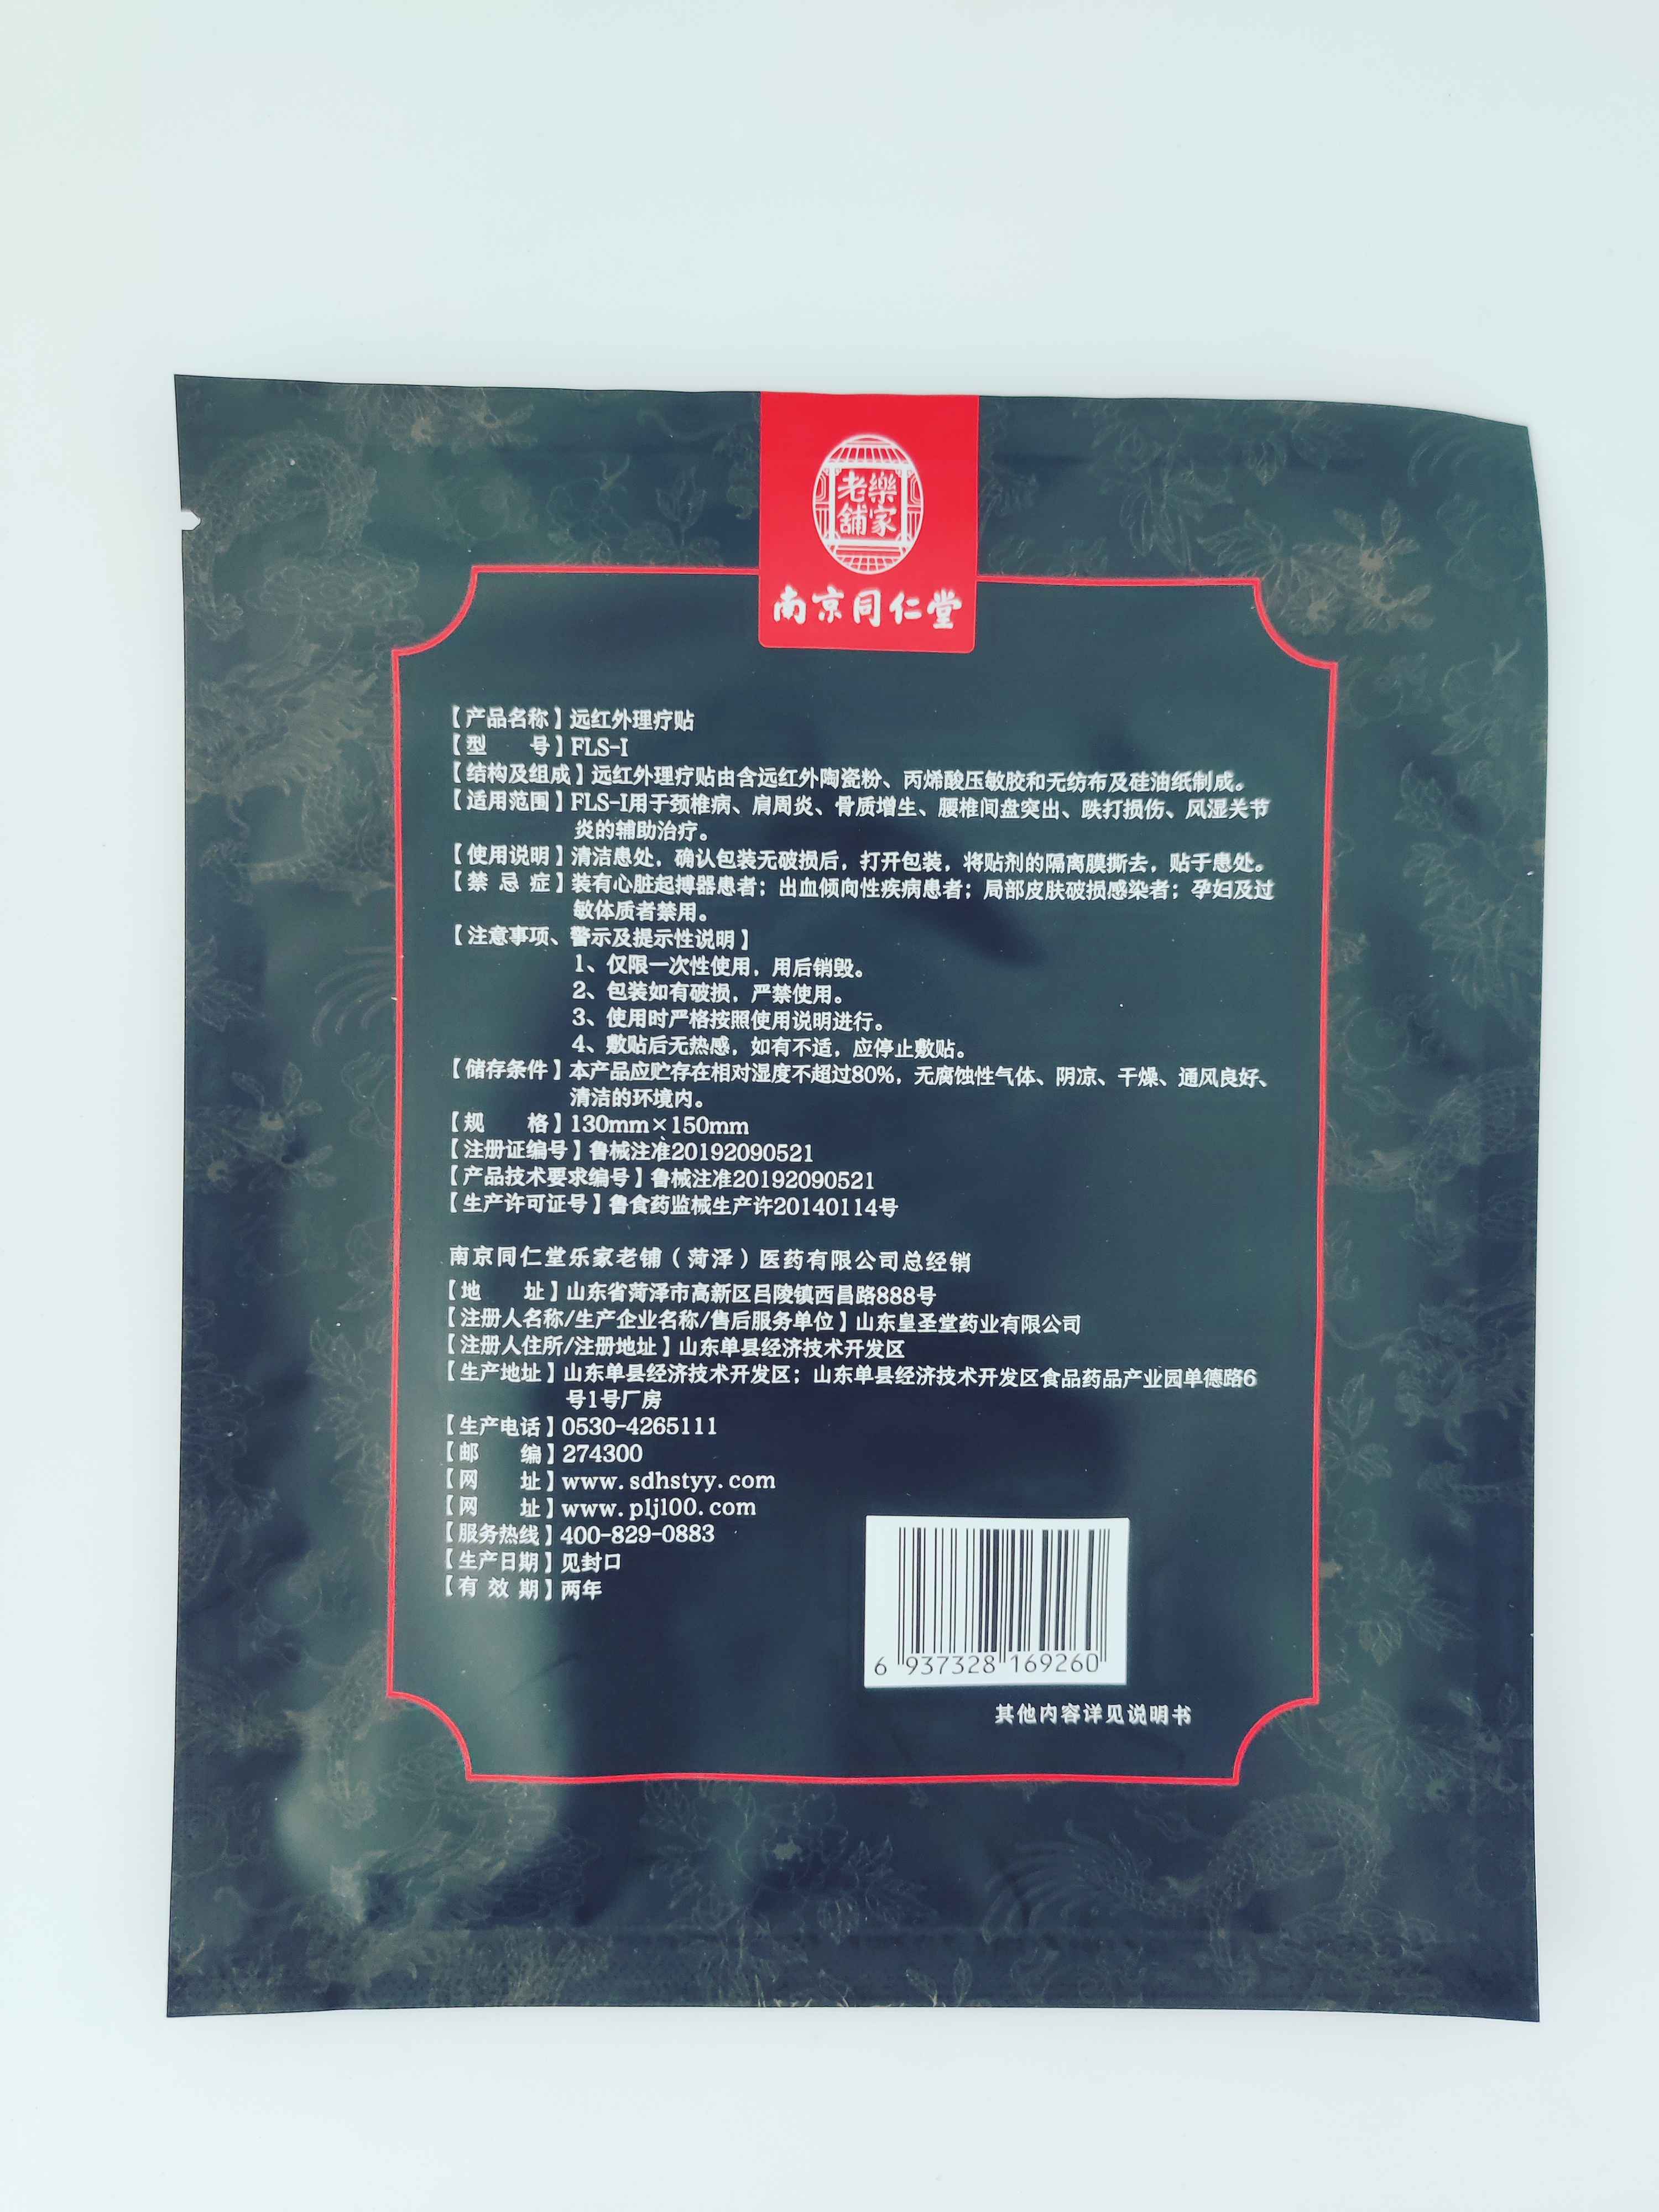 樂家
老舖
南京同仁堂
【产品名称】远红外理疗贴
【型 号】FLS-I
【结构及组成】远红外理疗贴由含远红外陶瓷粉、丙烯酸压敏胶和无纺布及硅油纸制成。
【适用范围】FLS-I用于颈椎病、肩周炎、骨质增生、腰椎间盘突出、跌打损伤、风湿关节
炎的辅助治疗。
【使用说明】清洁患处，确认包装无破损后，打开包装，将贴剂的隔离膜撕去，贴于患处。
【禁 忌 症】装有心脏起搏器患者；出血倾向性疾病患者；局部皮肤破损感染者；孕妇及过
敏体质者禁用。
【注意事项、警示及提示性说明】
1、仅限一次性使用，用后销毁。
2、包装如有破损，严禁使用。
3、使用时严格按照使用说明进行。
4、敷贴后无热感，如有不适，应停止敷贴。
【储存条件】本产品应贮存在相对湿度不超过80%，无腐蚀性气体、阴凉、干燥、通风良好、
清洁的环境内。
【规 格】130mm×150mm
【注册证编号】鲁械注准20192090521
【产品技术要求编号】鲁械注准20192090521
【生产许可证号】鲁食药监械生产许20140114号
南京同仁堂乐家老铺（菏泽）医药有限公司总经销
【地 址】山东省菏泽市高新区吕陵镇西昌路888号
【注册人名称/生产企业名称/售后服务单位】山东皇圣堂药业有限公司
【注册人住所/注册地址】山东单县经济技术开发区
【生产地址】山东单县经济技术开发区；山东单县经济技术开发区食品药品产业园单德路6
号1号厂房
【生产电话】0530-4265111
【邮 编】274300
【网 址】www.sdhstyy.com
【网 址】www.plj100.com
【服务热线】400-829-0883
【生产日期】见封口
【有 效 期】两年
6 937328 169260
其他内容详见说明书